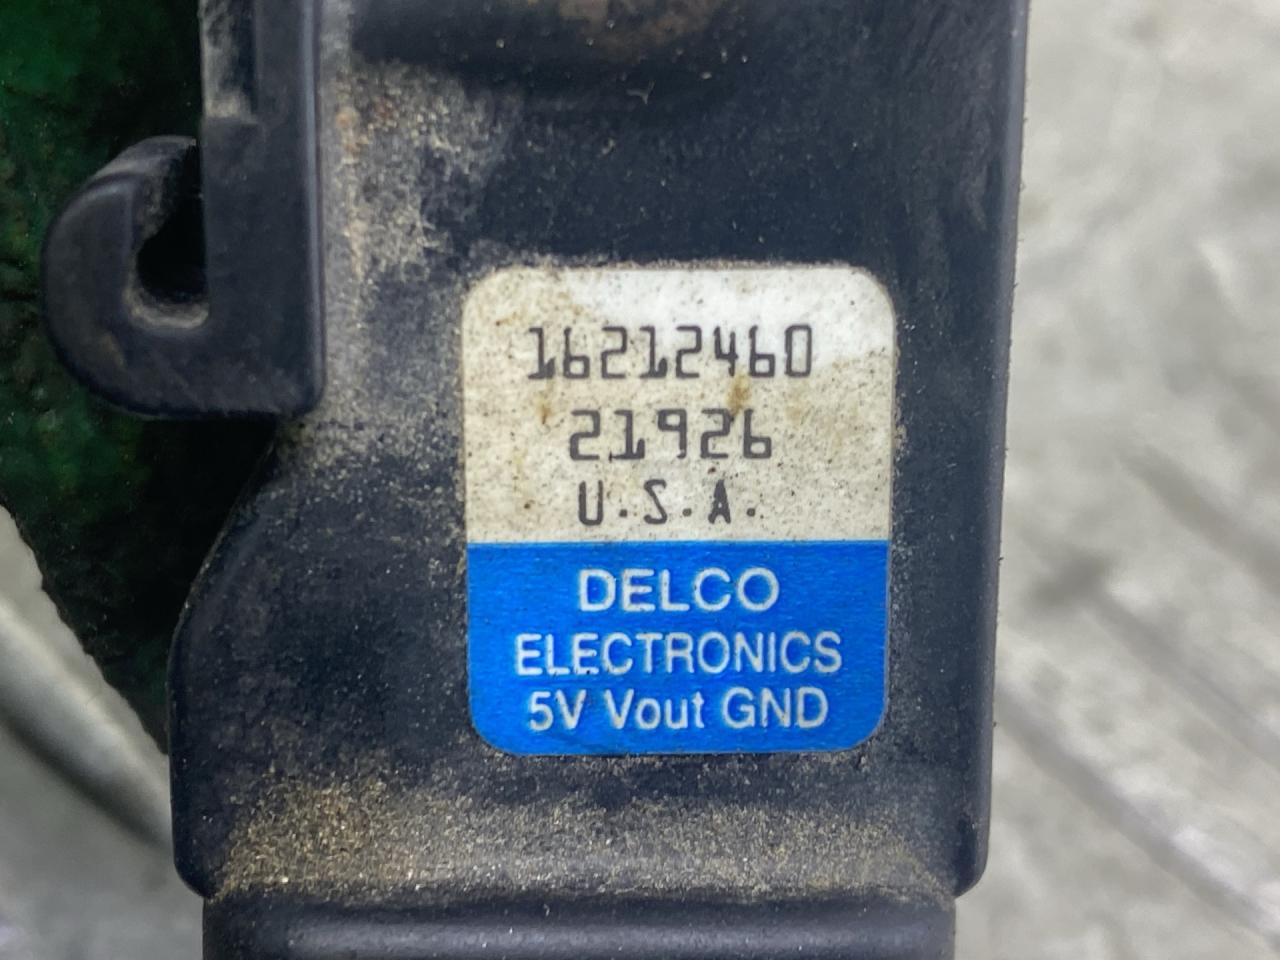 16212460
21926
U.S.A.
DELCO
ELECTRONICS
5V Vout GND